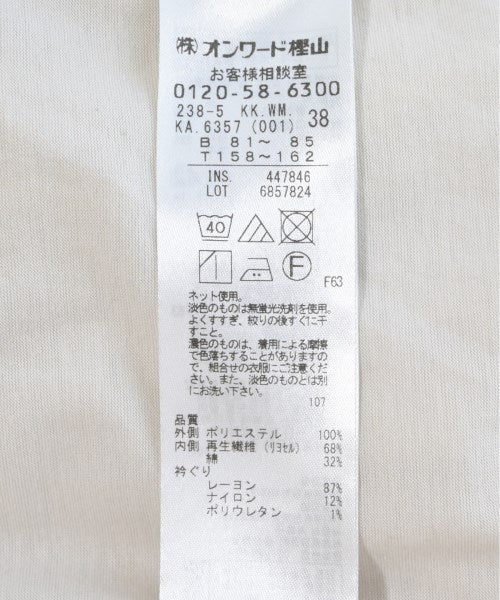 ㈱オンワード樫山
お客様相談室
0120-58-6300
238-5 KK.WM. 38
KA.6357 (001)
B 81～ 85
T158～162
INS. 447846
LOT 6857824
40
F
F63
ネット使用。
淡色のものは無蛍光洗剤を使用。
よくすすぎ、絞りの後すぐに干
すこと。
濃色のものは、着用による摩擦
で色落ちすることがありますの
で、組合せの衣服にご注意くだ
さい。また、淡色のものとは別
にお洗い下さい。
107
品質
外側 ポリエステル 100%
内側 再生繊維（リヨセル） 68%
綿 32%
衿ぐり
レーヨン 87%
ナイロン 12%
ポリウレタン 1%